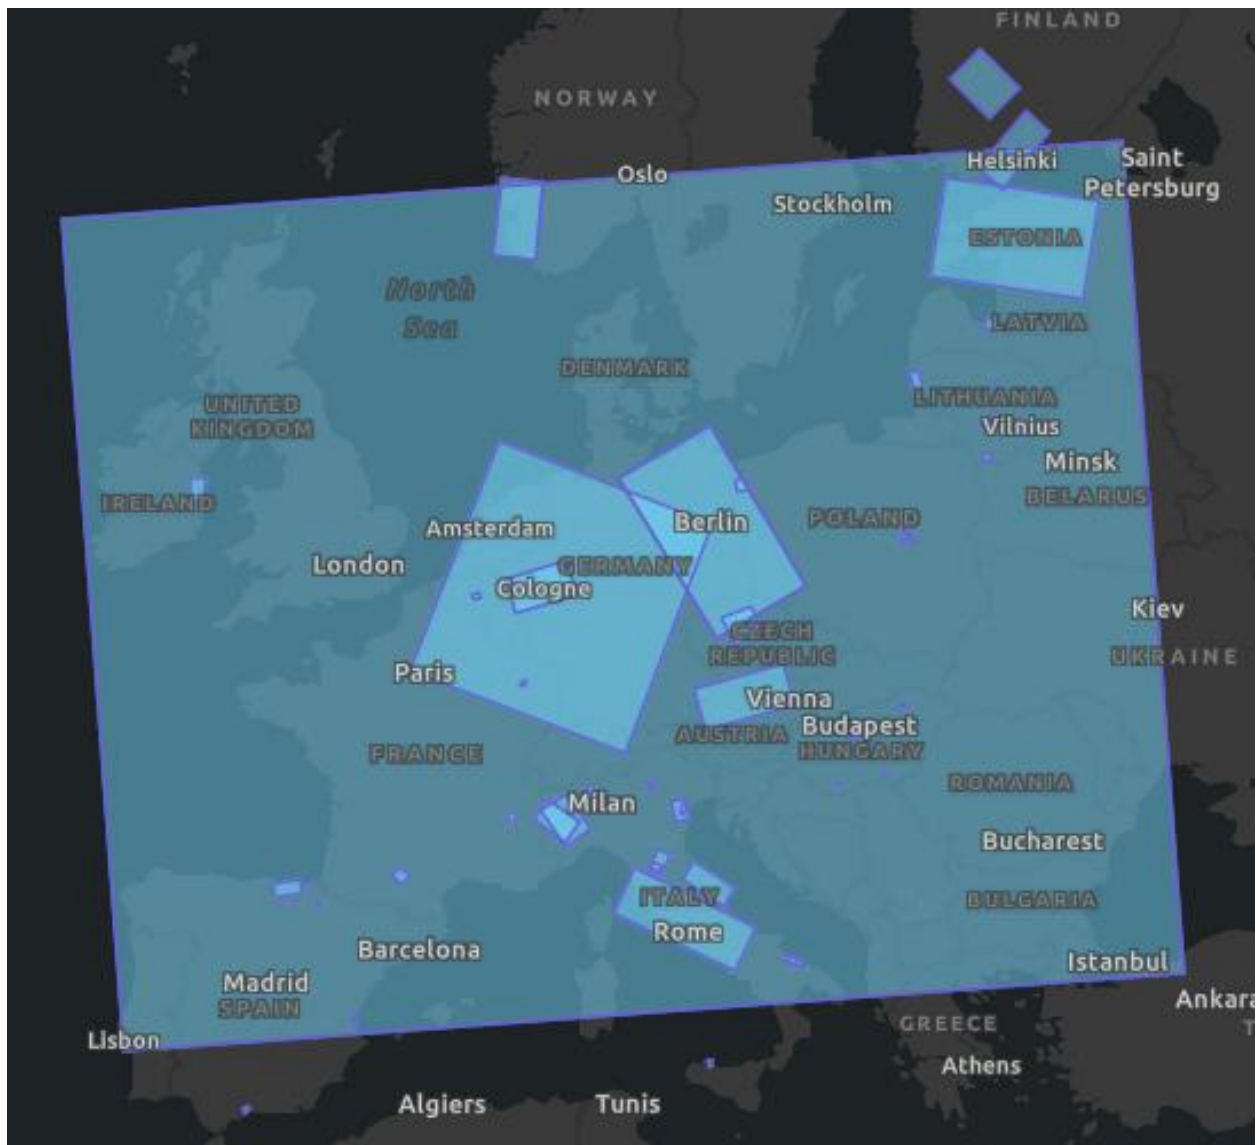 FINLAND
NORWAY
Oslo
Helsinki
Saint
Petersburg
Stockholm
ESTONIA
North
Sea
LATVIA
DENMARK
UNITED
KINGDOM
LITHUANIA
Vilnius
Minsk
BELARUS
IRELAND
Amsterdam
Berlin
POLAND
London
GERMANY
Cologne
Kiev
CZECH
REPUBLIC
UKRAINE
Paris
Vienna
Budapest
AUSTRIA
HUNGARY
FRANCE
ROMANIA
Milan
Bucharest
ITALY
BULGARIA
Rome
Barcelona
Istanbul
Madrid
SPAIN
Ankara
T
GREECE
Lisbon
Athens
Algiers
Tunis